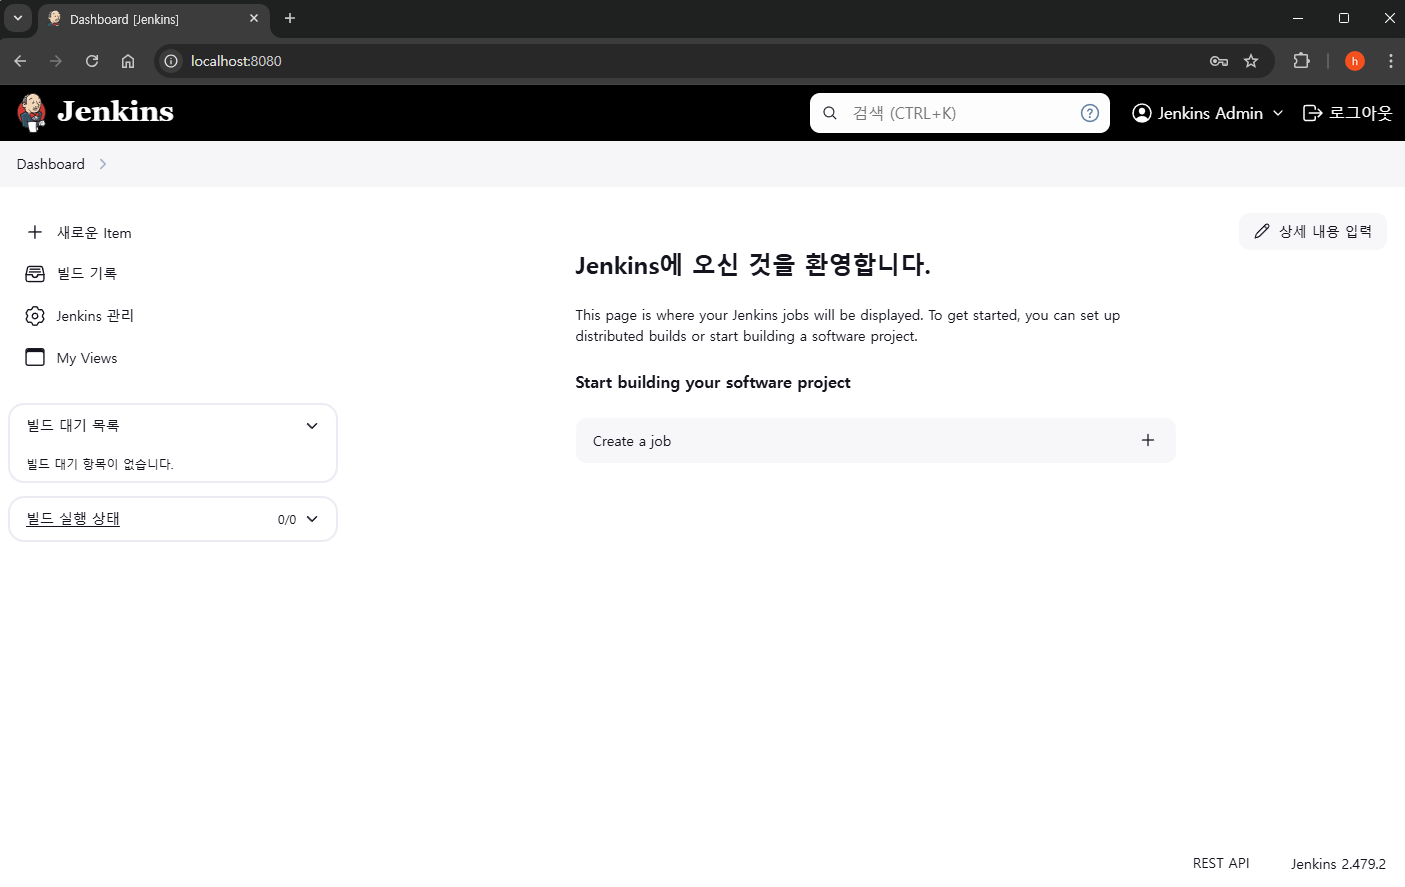 Dashboard [Jenkins]
localhost:8080
h
Jenkins
검색 (CTRL+K)
Jenkins Admin
로그아웃
Dashboard
새로운 Item
빌드 기록
Jenkins 관리
My Views
빌드 대기 목록
빌드 대기 항목이 없습니다.
빌드 실행 상태
0/0
상세 내용 입력
Jenkins에 오신 것을 환영합니다.
This page is where your Jenkins jobs will be displayed. To get started, you can set up
distributed builds or start building a software project.
Start building your software project
Create a job
REST API
Jenkins 2.479.2